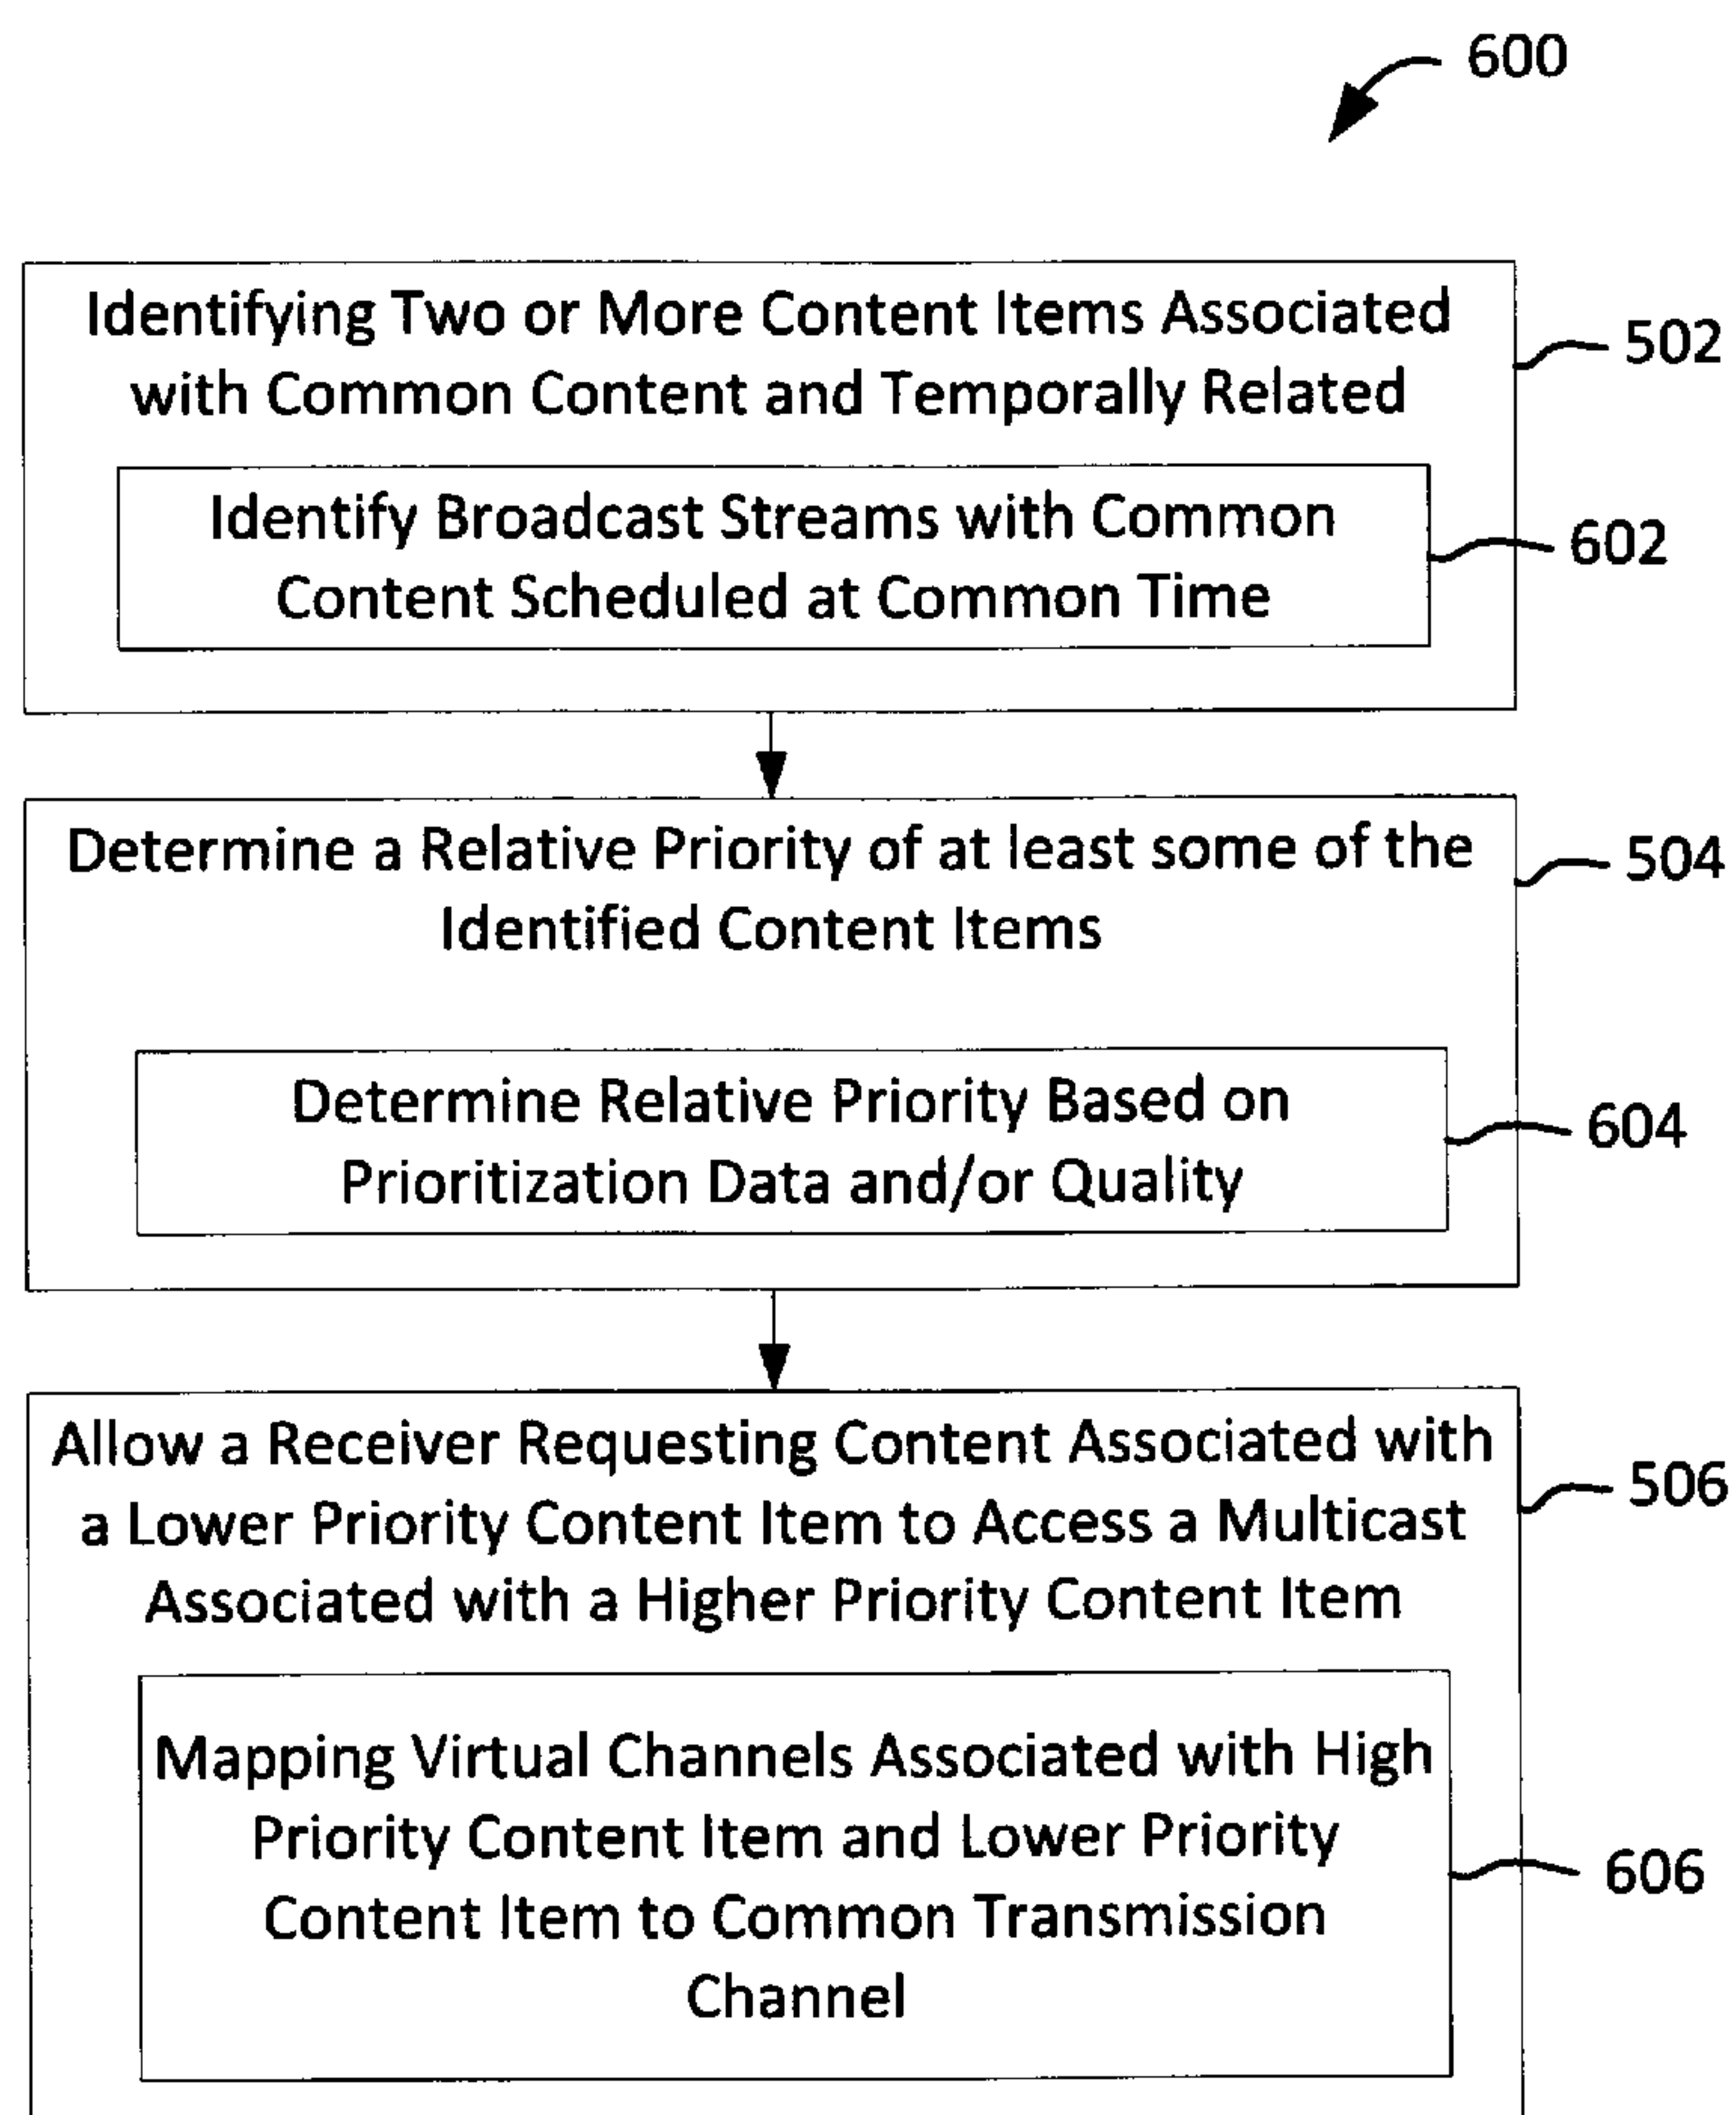 600
Identifying Two or More Content Items Associated
with Common Content and Temporally Related
502
Identify Broadcast Streams with Common
Content Scheduled at Common Time
602
Determine a Relative Priority of at least some of the
Identified Content Items
504
Determine Relative Priority Based on
Prioritization Data and/or Quality
604
Allow a Receiver Requesting Content Associated with
a Lower Priority Content Item to Access a Multicast
Associated with a Higher Priority Content Item
506
Mapping Virtual Channels Associated with High
Priority Content Item and Lower Priority
Content Item to Common Transmission
Channel
606